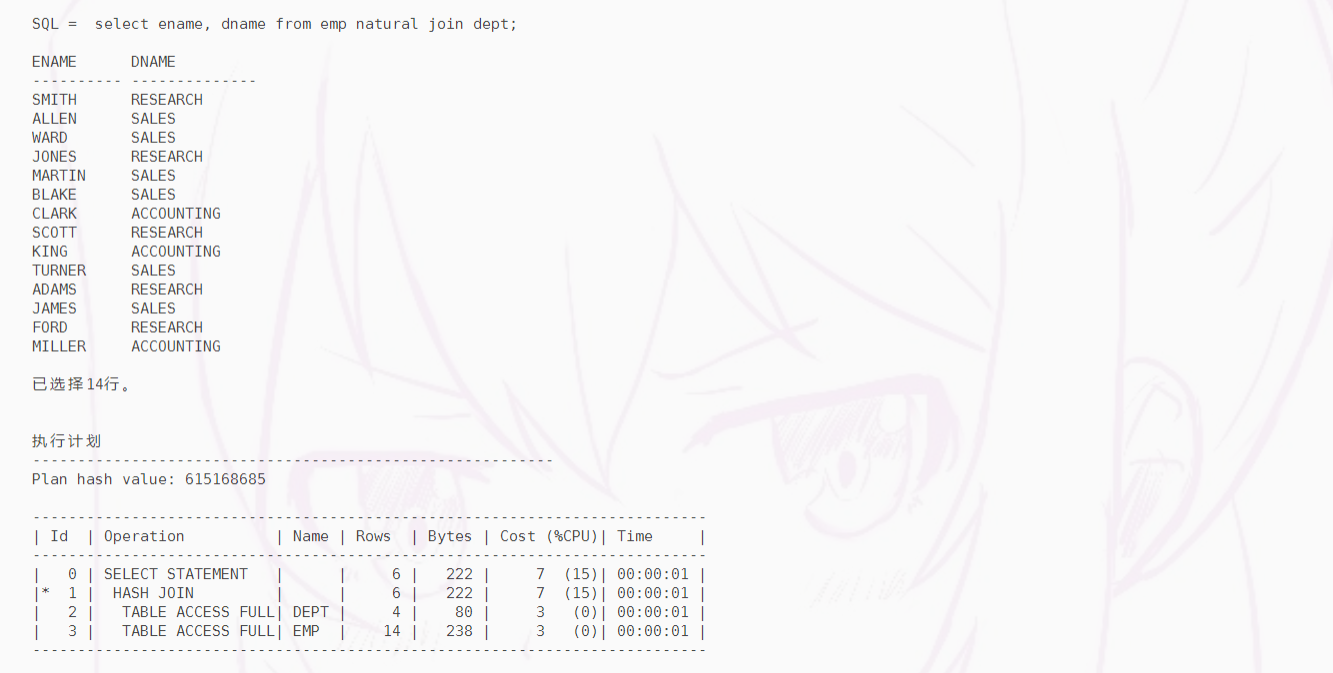 SQL =  select ename, dname from emp natural join dept;
ENAME      DNAME
---------- --------------
SMITH      RESEARCH
ALLEN      SALES
WARD       SALES
JONES      RESEARCH
MARTIN     SALES
BLAKE      SALES
CLARK      ACCOUNTING
SCOTT      RESEARCH
KING       ACCOUNTING
TURNER     SALES
ADAMS      RESEARCH
JAMES      SALES
FORD       RESEARCH
MILLER     ACCOUNTING
已选择14行。
执行计划
----------------------------------------------------------
Plan hash value: 615168685
---------------------------------------------------------------------------
| Id  | Operation          | Name | Rows  | Bytes | Cost (%CPU)| Time     |
---------------------------------------------------------------------------
|   0 | SELECT STATEMENT   |      |     6 |   222 |     7  (15)| 00:00:01 |
|*  1 |  HASH JOIN         |      |     6 |   222 |     7  (15)| 00:00:01 |
|   2 |   TABLE ACCESS FULL| DEPT |     4 |    80 |     3   (0)| 00:00:01 |
|   3 |   TABLE ACCESS FULL| EMP  |    14 |   238 |     3   (0)| 00:00:01 |
---------------------------------------------------------------------------